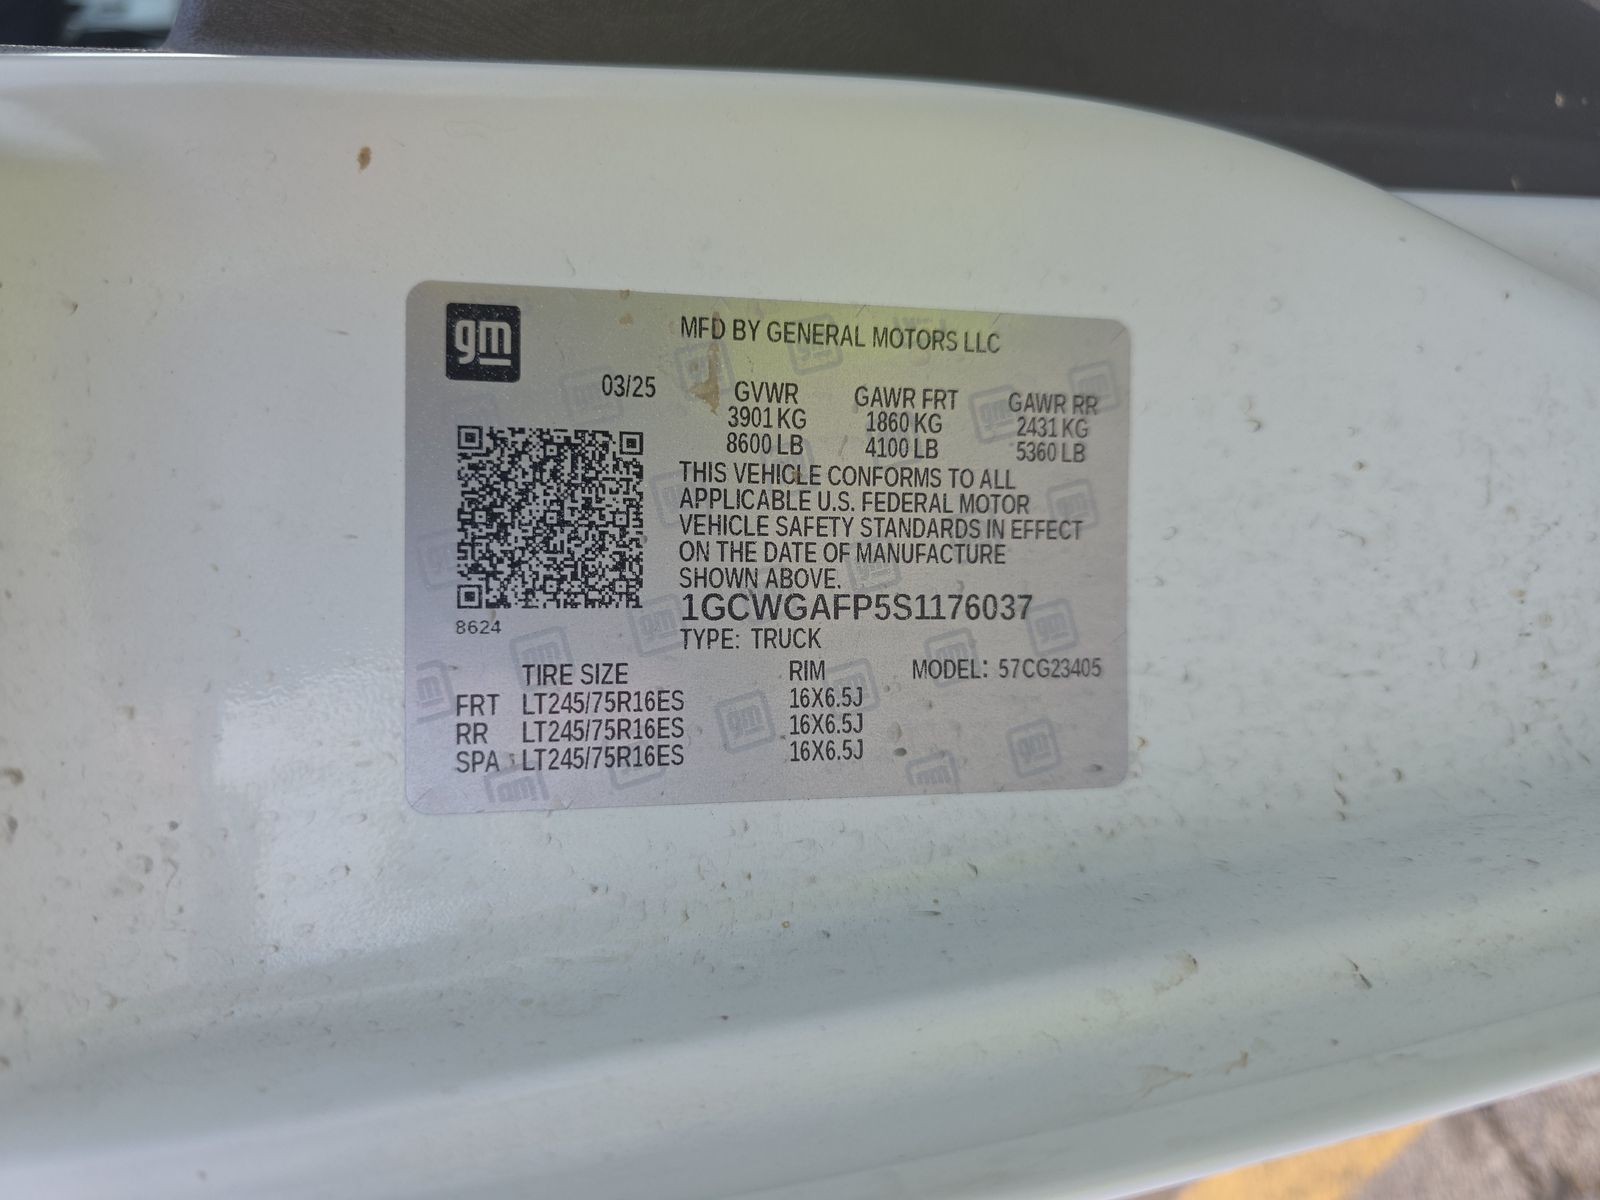 gm
MFD BY GENERAL MOTORS LLC
03/25
GVWR GAWR FRT GAWR RR
3901 KG 1860 KG 2431 KG
8600 LB 4100 LB 5360 LB
THIS VEHICLE CONFORMS TO ALL
APPLICABLE U.S. FEDERAL MOTOR
VEHICLE SAFETY STANDARDS IN EFFECT
ON THE DATE OF MANUFACTURE
SHOWN ABOVE.
1GCWGAFP5S1176037
8624
TYPE: TRUCK
TIRE SIZE RIM MODEL: 57CG23405
FRT LT245/75R16ES 16X6.5J
RR LT245/75R16ES 16X6.5J
SPA LT245/75R16ES 16X6.5J